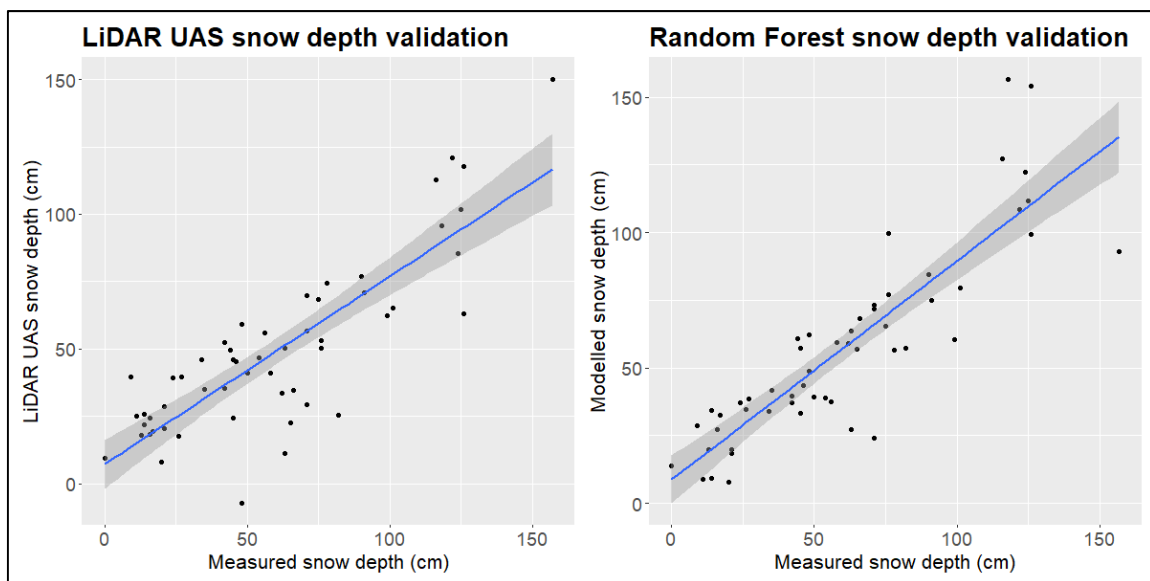 LiDAR UAS snow depth validation
150
100
50
0
LiDAR UAS snow depth (cm)
0
50
100
150
Measured snow depth (cm)
Random Forest snow depth validation
150
100
50
0
Modelled snow depth (cm)
0
50
100
150
Measured snow depth (cm)